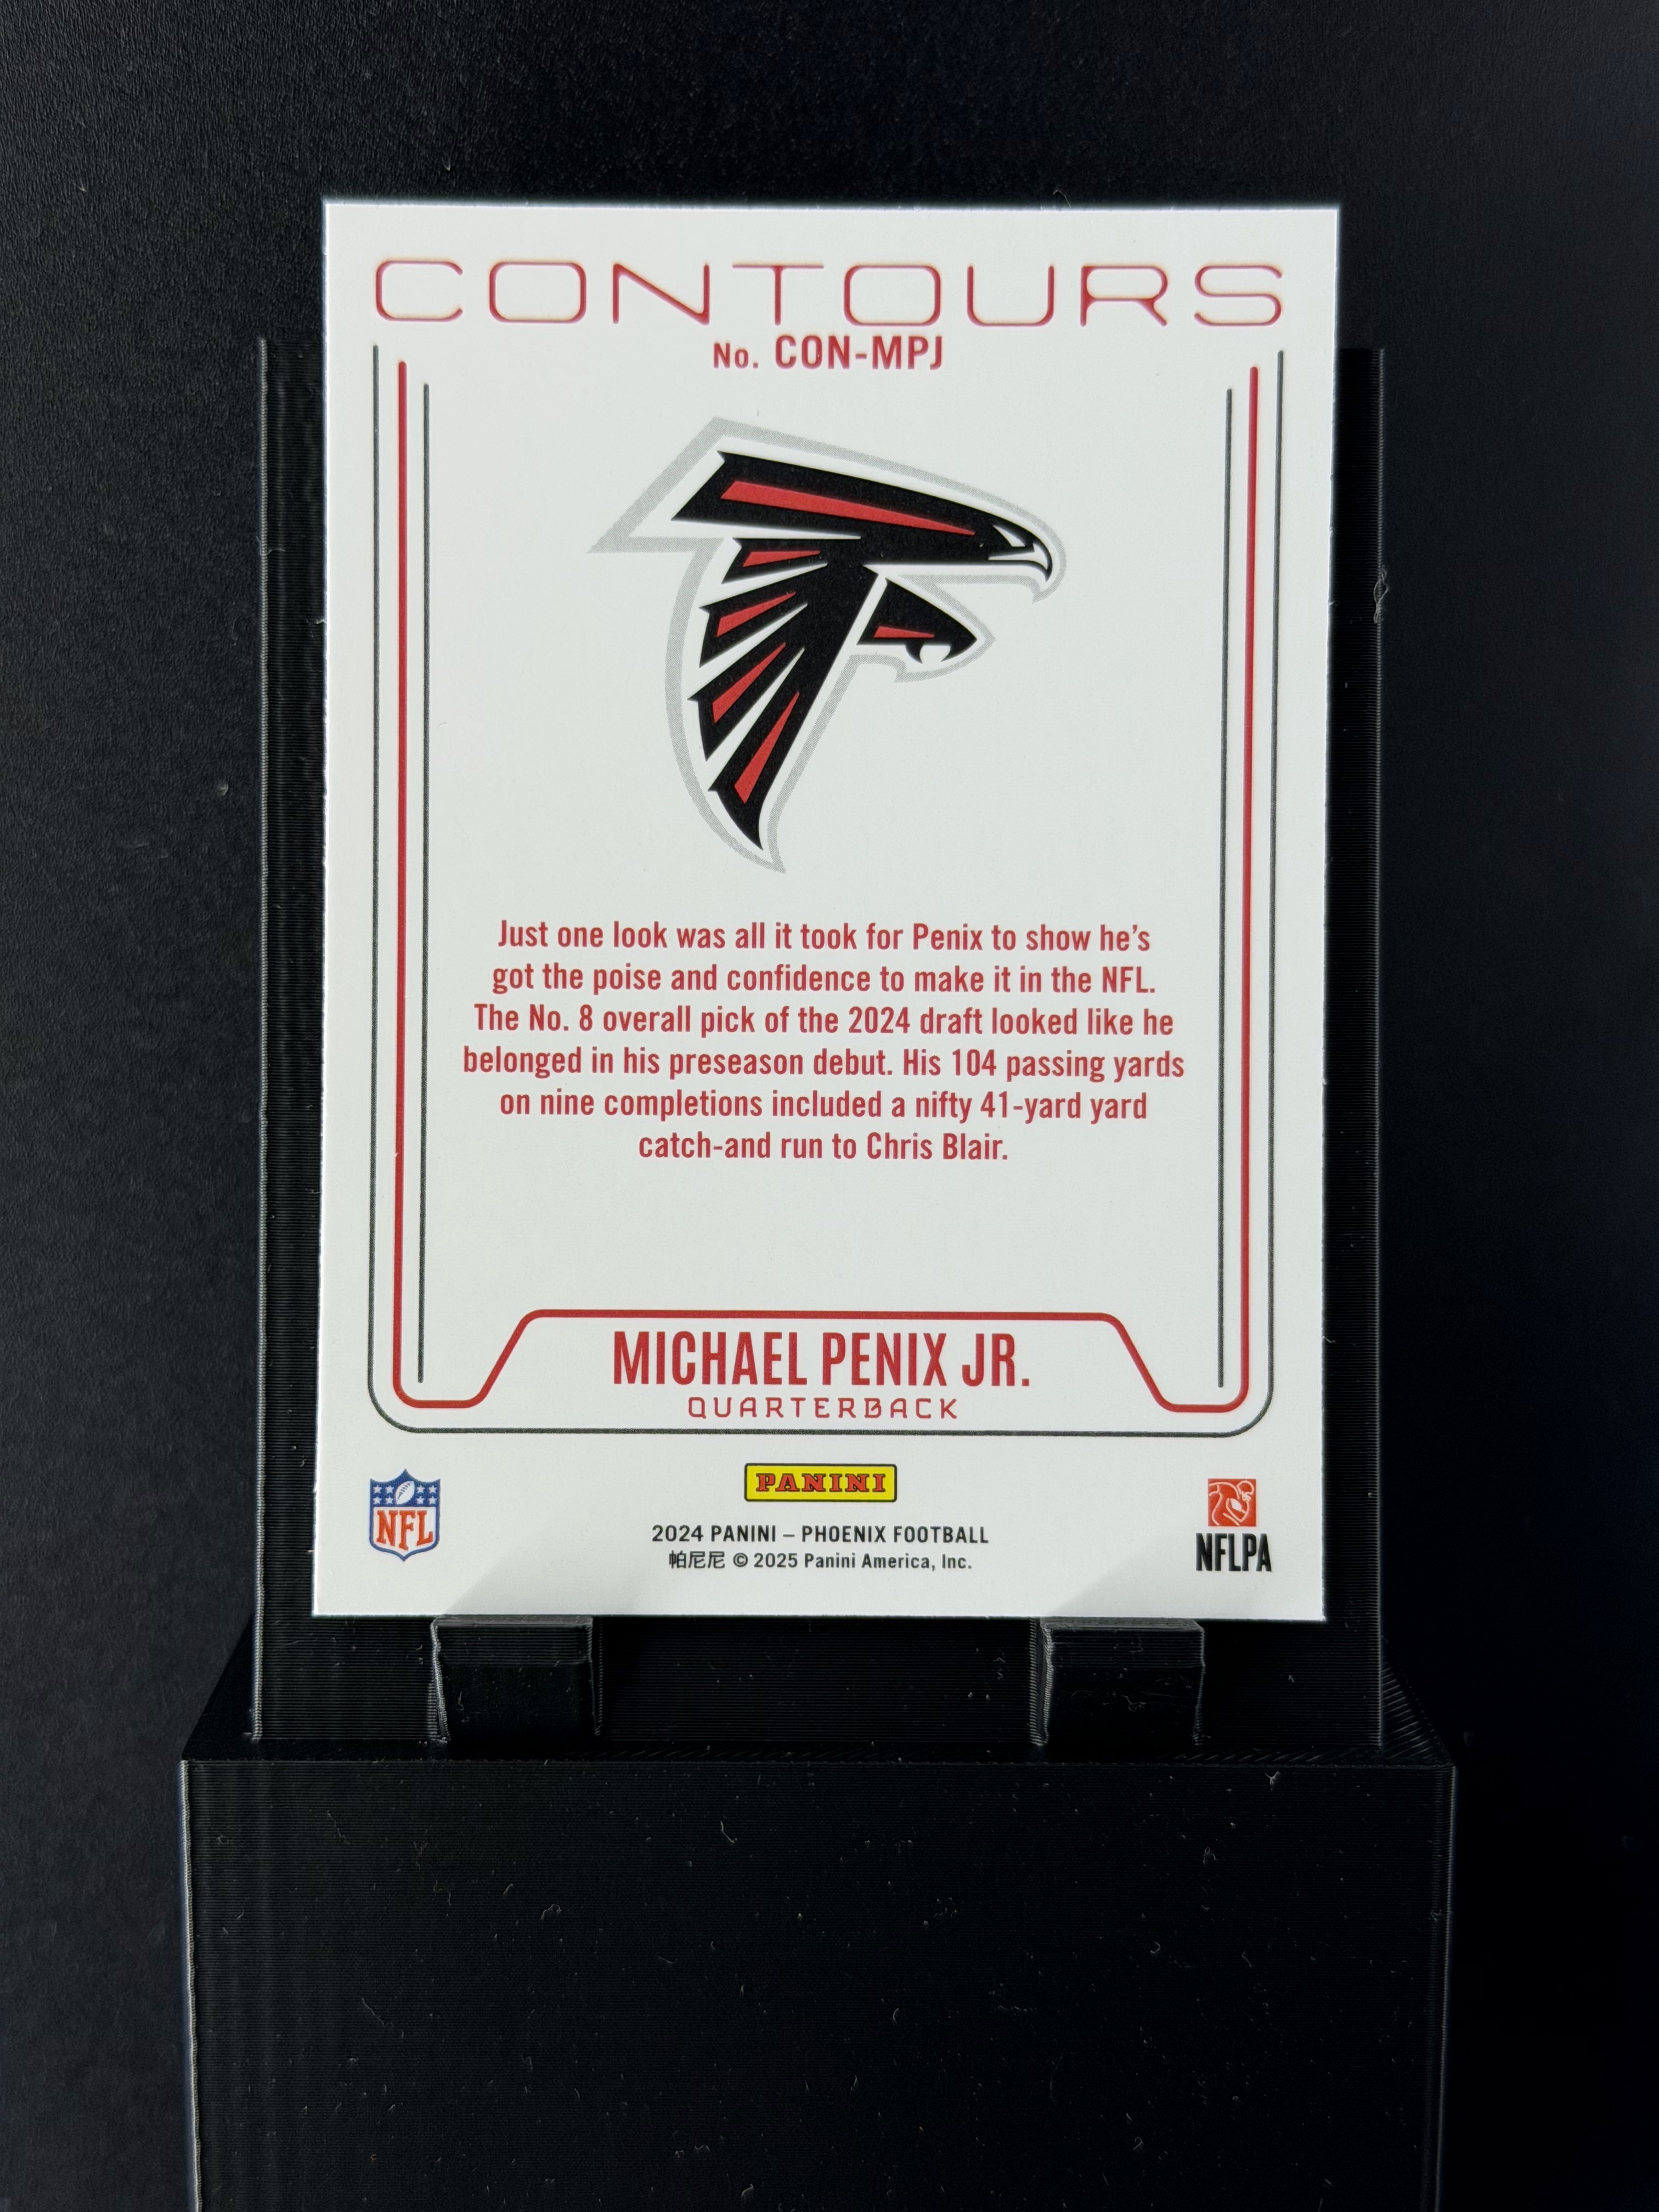 CONTOURS
No. CON-MPJ
Just one look was all it took for Penix to show he's
got the poise and confidence to make it in the NFL.
The No. 8 overall pick of the 2024 draft looked like he
belonged in his preseason debut. His 104 passing yards
on nine completions included a nifty 41-yard yard
catch-and run to Chris Blair.
MICHAEL PENIX JR.
QUARTERBACK
NFL
PANINI
2024 PANINI – PHOENIX FOOTBALL
帕尼尼 © 2025 Panini America, Inc.
NFLPA